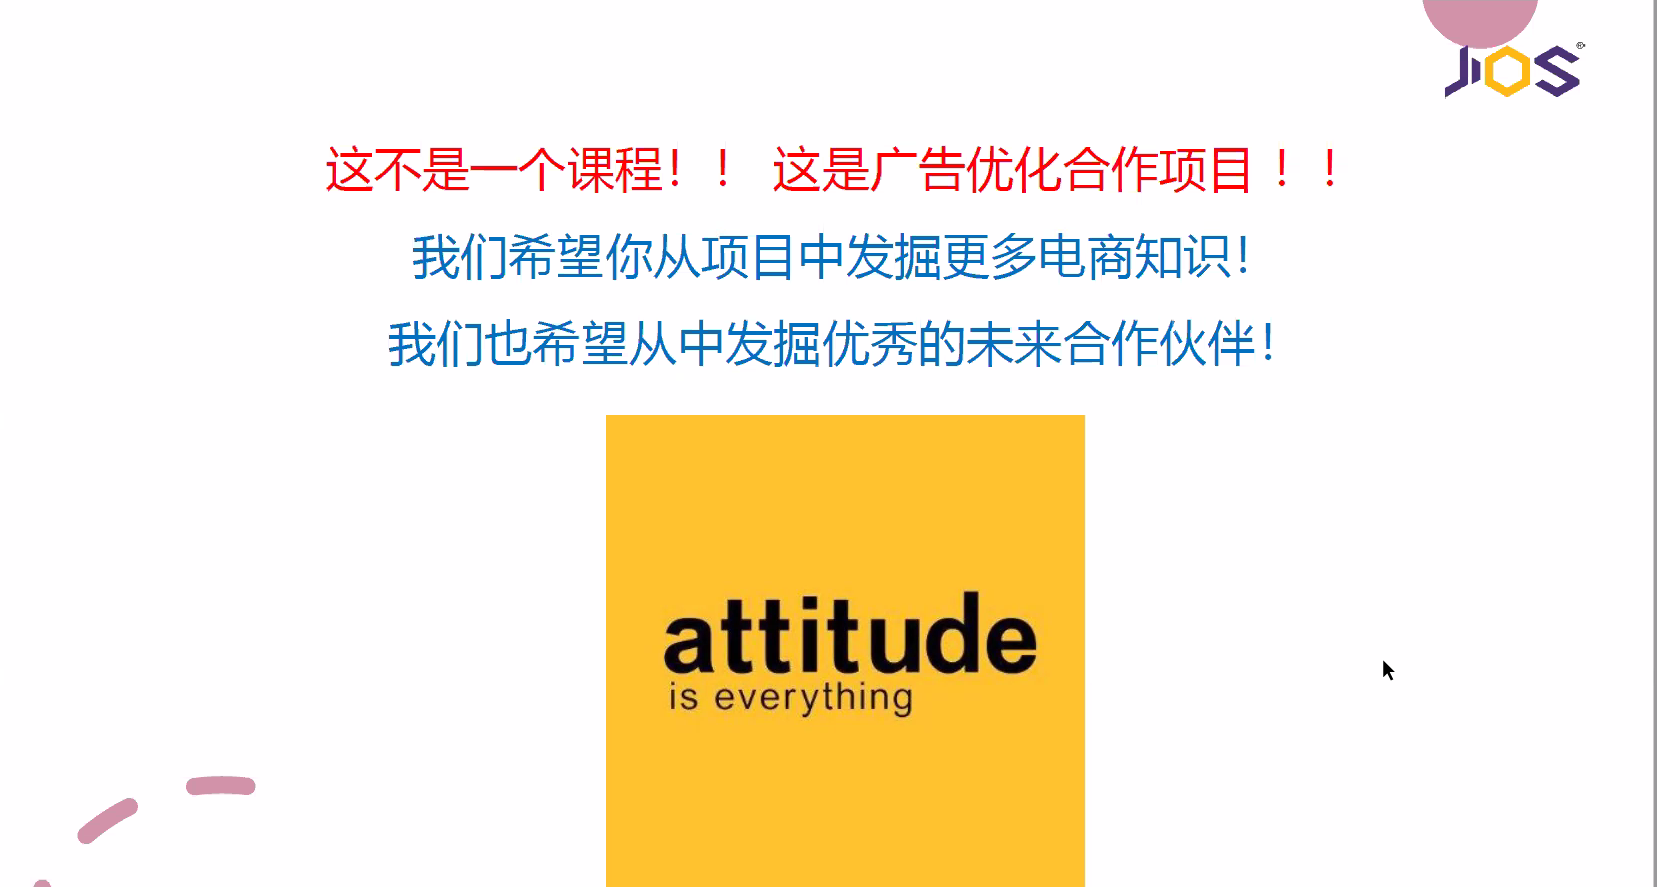 JIOS®
这不是一个课程！！ 这是广告优化合作项目！！
我们希望你从项目中发掘更多电商知识！
我们也希望从中发掘优秀的未来合作伙伴！
attitude
is everything